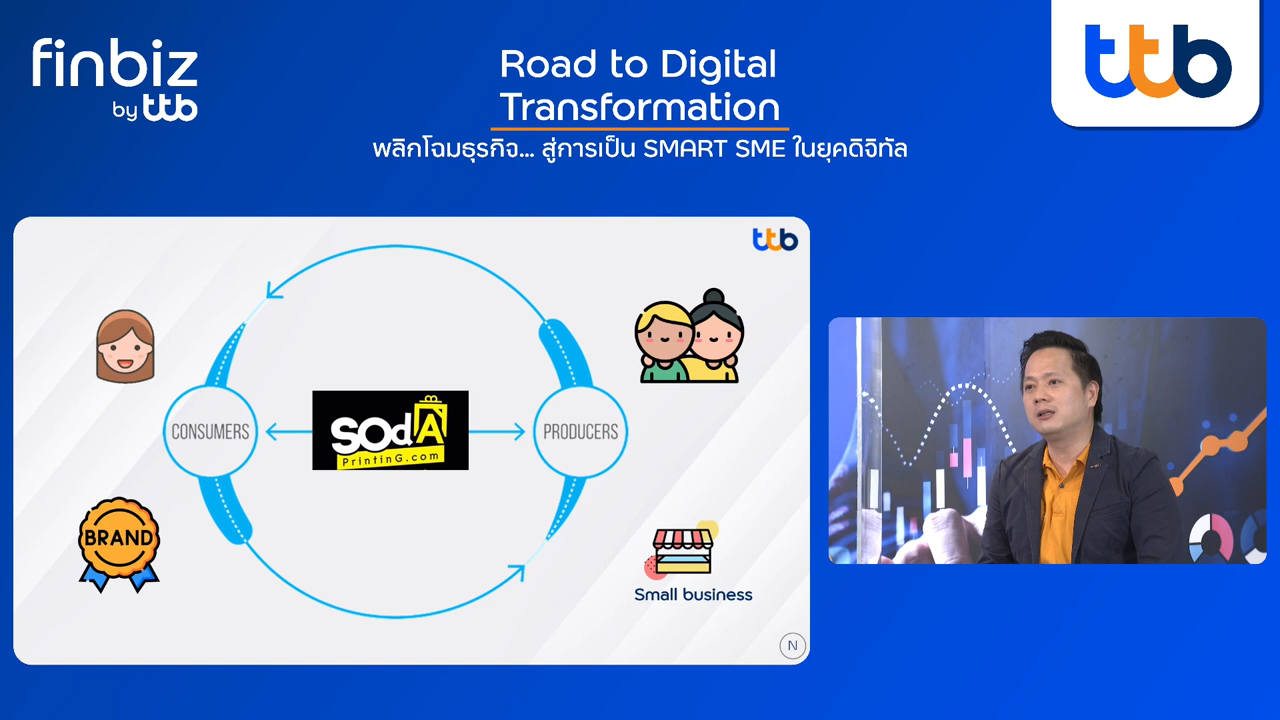 finbiz
by ttb
Road to Digital
Transformation
พลิกโฉมธุรกิจ... สู่การเป็น SMART SME ในยุคดิจิทัล
ttb
ttb
CONSUMERS
SOdA
PrintinG.com
PRODUCERS
BRAND
Small business
N